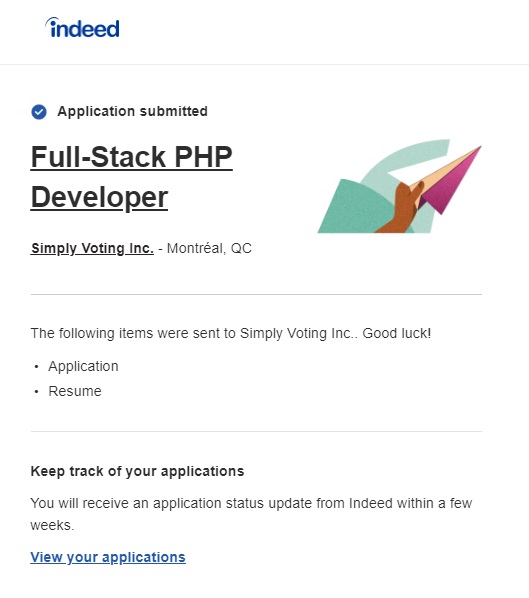 indeed
Application submitted
Full-Stack PHP
Developer
Simply Voting Inc. - Montréal, QC
The following items were sent to Simply Voting Inc.. Good luck!
• Application
• Resume
Keep track of your applications
You will receive an application status update from Indeed within a few
weeks.
View your applications